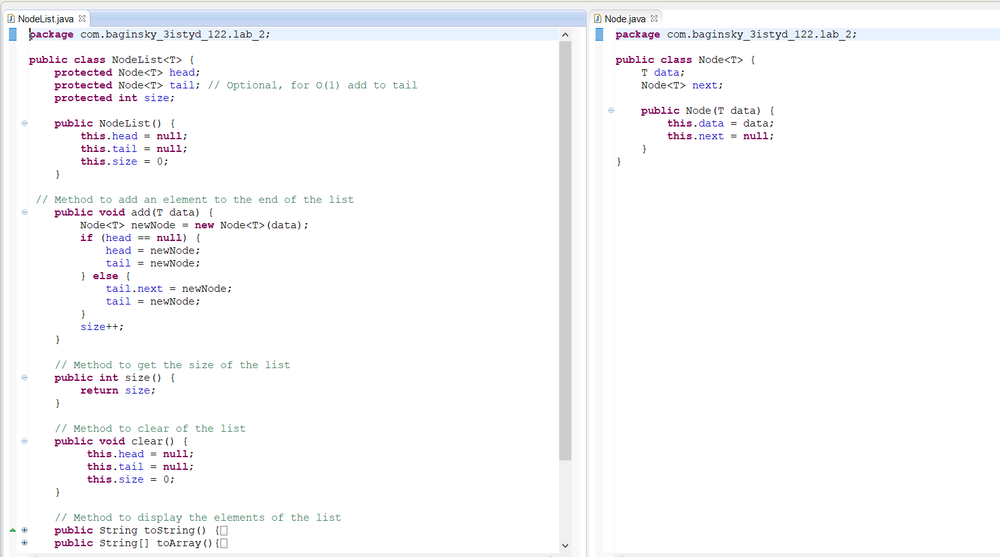 NodeList.java
package com.baginsky_3istyd_122.lab_2;
public class NodeList<T> {
protected Node<T> head;
protected Node<T> tail; // Optional, for O(1) add to tail
protected int size;
public NodeList() {
this.head = null;
this.tail = null;
this.size = 0;
}
// Method to add an element to the end of the list
public void add(T data) {
Node<T> newNode = new Node<T>(data);
if (head == null) {
head = newNode;
tail = newNode;
} else {
tail.next = newNode;
tail = newNode;
}
size++;
}
// Method to get the size of the list
public int size() {
return size;
}
// Method to clear of the list
public void clear() {
this.head = null;
this.tail = null;
this.size = 0;
}
// Method to display the elements of the list
public String toString() {
public String[] toArray(){
Node.java
package com.baginsky_3istyd_122.lab_2;
public class Node<T> {
T data;
Node<T> next;
public Node(T data) {
this.data = data;
this.next = null;
}
}